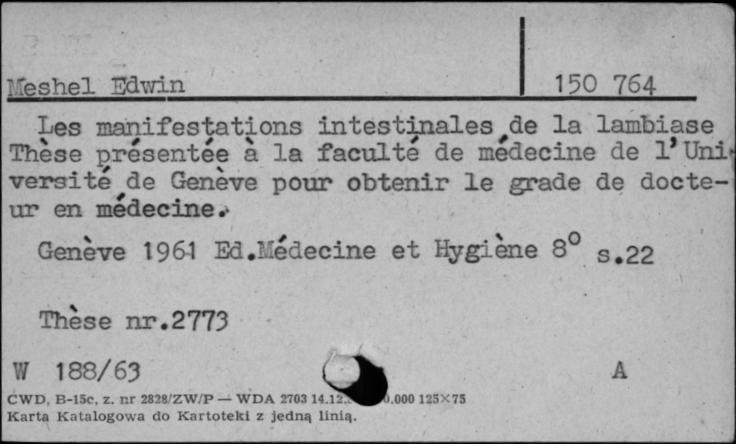 Meshel Edwin 150 764
Les manifestations intestinales de la lambiase
Thèse présentée à la faculté de médecine de l'Uni-
versité de Genève pour obtenir le grade de docte-
ur en médecine.
Genève 1961 Ed.Médecine et Hygiène 8° s.22
Thèse nr.2773
W 188/63 A
CWD, B-15c, z. nr 2828/ZW/P — WDA 2703 14.12. 0.000 125×75
Karta Katalogowa do Kartoteki z jedną linią.